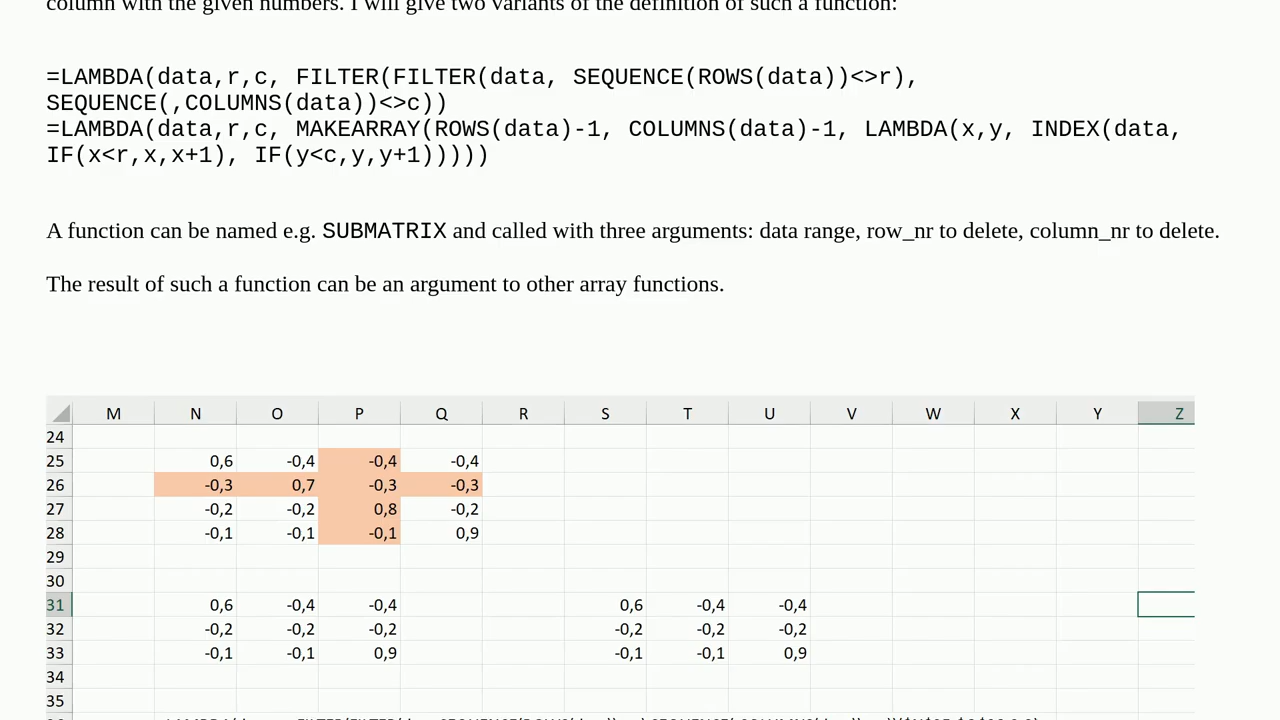 column with the given numbers. I will give two variants of the definition of such a function:
=LAMBDA(data,r,c, FILTER(FILTER(data, SEQUENCE(ROWS(data))<>r),
SEQUENCE(,COLUMNS(data))<>c))
=LAMBDA(data,r,c, MAKEARRAY(ROWS(data)-1, COLUMNS(data)-1, LAMBDA(x,y, INDEX(data,
IF(x<r,x,x+1), IF(y<c,y,y+1)))))
A function can be named e.g. SUBMATRIX and called with three arguments: data range, row_nr to delete, column_nr to delete.
The result of such a function can be an argument to other array functions.
M N O P Q R S T U V W X Y Z
24
25 0,6 -0,4 -0,4 -0,4
26 -0,3 0,7 -0,3 -0,3
27 -0,2 -0,2 0,8 -0,2
28 -0,1 -0,1 -0,1 0,9
29
30
31 0,6 -0,4 -0,4 0,6 -0,4 -0,4
32 -0,2 -0,2 -0,2 -0,2 -0,2 -0,2
33 -0,1 -0,1 0,9 -0,1 -0,1 0,9
34
35